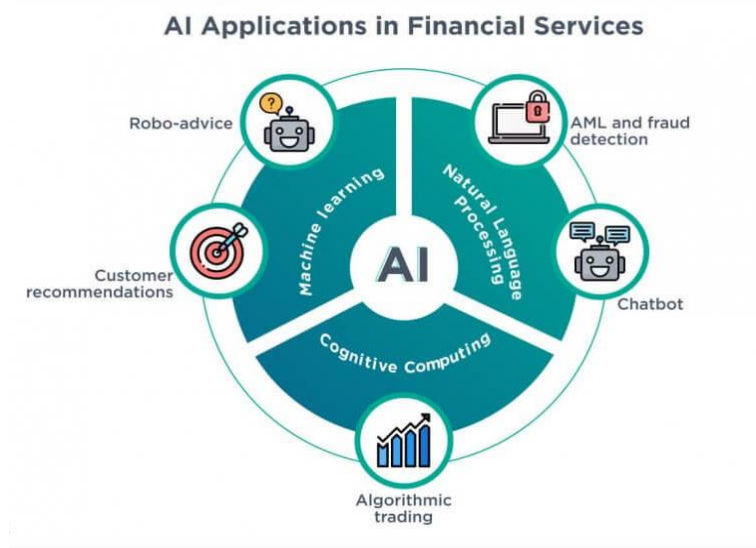 AI Applications in Financial Services
Robo-advice
?
AML and fraud
detection
Machine learning
Natural Language
Processing
AI
Customer
recommendations
Chatbot
Cognitive Computing
Algorithmic
trading